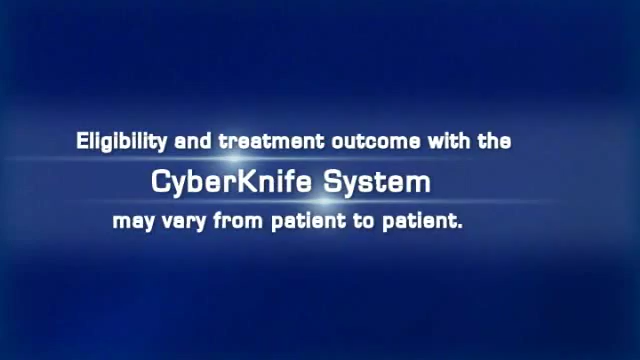 Eligibility and treatment outcome with the
CyberKnife System
may vary from patient to patient.